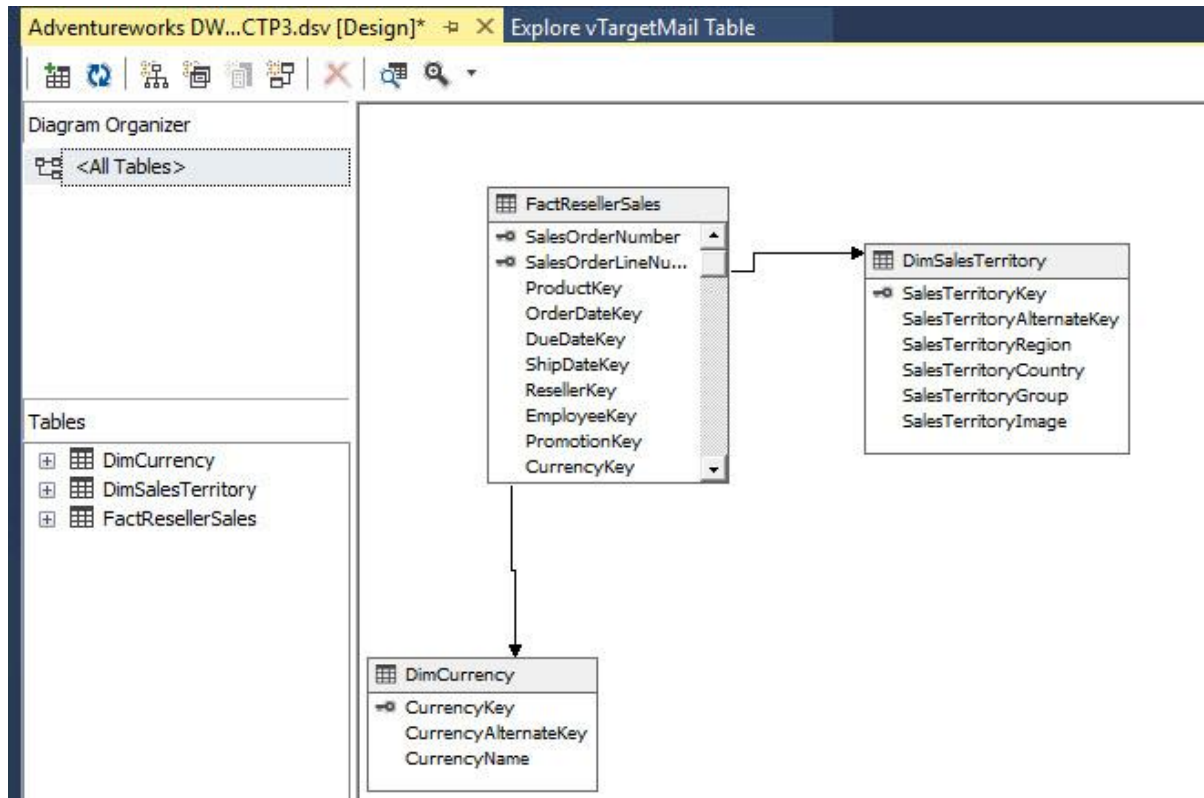 Adventureworks DW...CTP3.dsv [Design]* Explore vTargetMail Table
Diagram Organizer
<All Tables>
Tables
DimCurrency
DimSalesTerritory
FactResellerSales
FactResellerSales
SalesOrderNumber
SalesOrderLineNu...
ProductKey
OrderDateKey
DueDateKey
ShipDateKey
ResellerKey
EmployeeKey
PromotionKey
CurrencyKey
DimSalesTerritory
SalesTerritoryKey
SalesTerritoryAlternateKey
SalesTerritoryRegion
SalesTerritoryCountry
SalesTerritoryGroup
SalesTerritoryImage
DimCurrency
CurrencyKey
CurrencyAlternateKey
CurrencyName